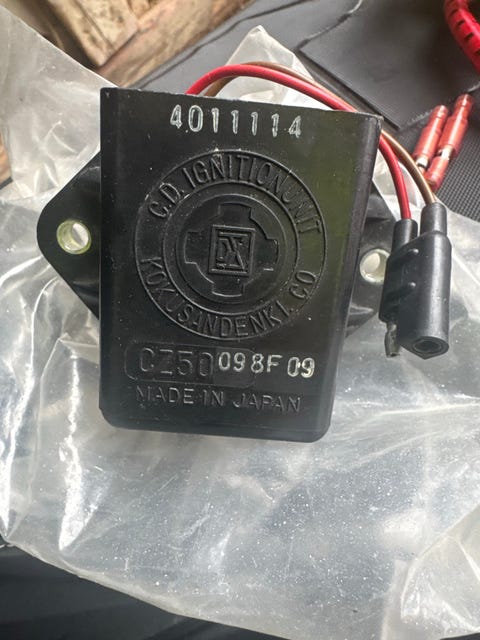 4011114
C.D. IGNITION UNIT
KOKUSANDENKI. CO
CZ50 098F09
MADE IN JAPAN